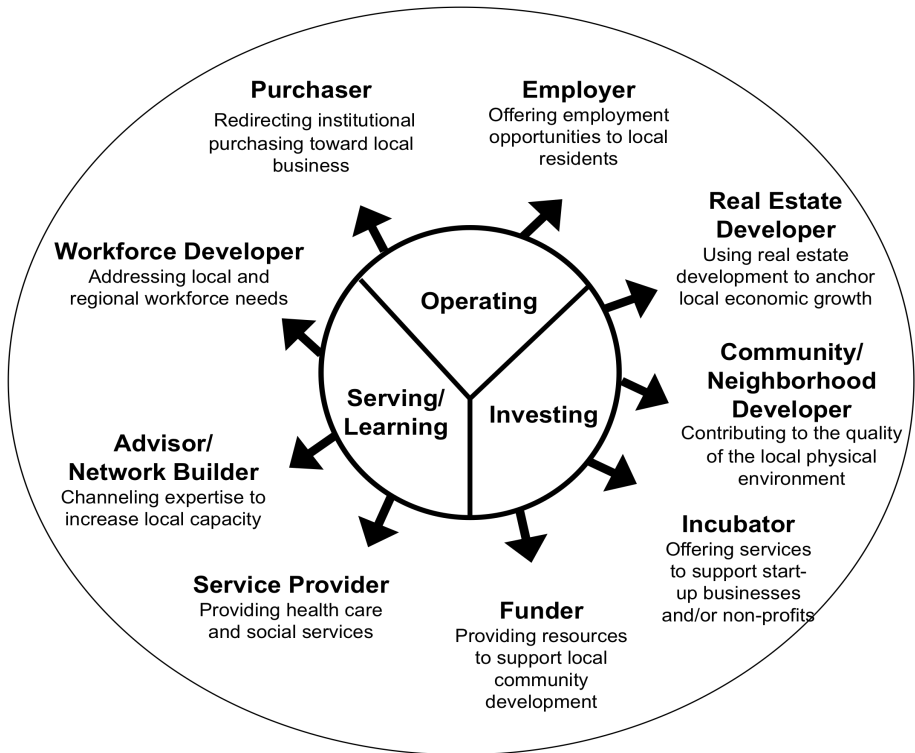 Purchaser
Redirecting institutional
purchasing toward local
business
Employer
Offering employment
opportunities to local
residents
Real Estate
Developer
Using real estate
development to anchor
local economic growth
Workforce Developer
Addressing local and
regional workforce needs
Operating
Serving/
Learning
Investing
Community/
Neighborhood
Developer
Contributing to the quality
of the local physical
environment
Advisor/
Network Builder
Channeling expertise to
increase local capacity
Incubator
Offering services
to support start-
up businesses
and/or non-profits
Service Provider
Providing health care
and social services
Funder
Providing resources
to support local
community
development